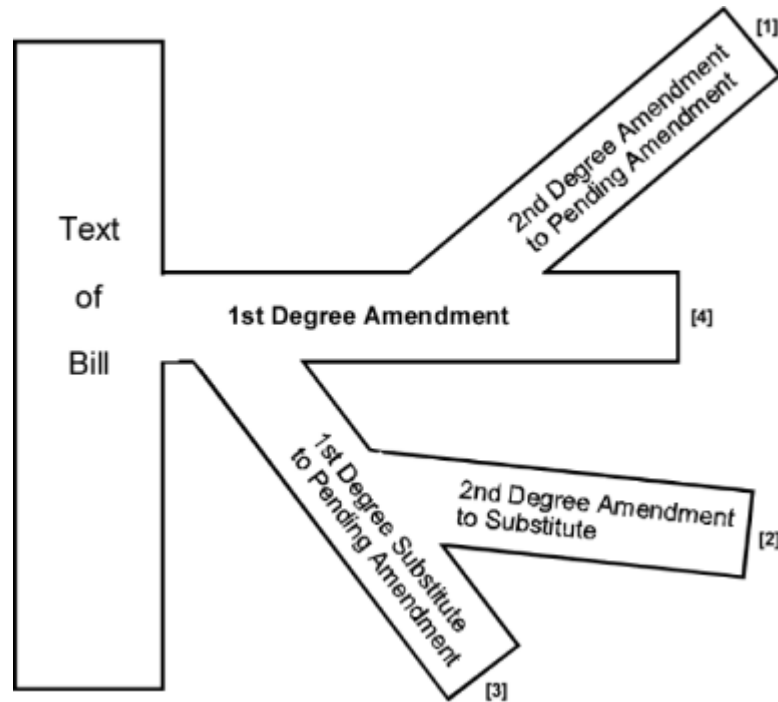 [1]
2nd Degree Amendment
to Pending Amendment
Text
of
Bill
1st Degree Amendment
[4]
1st Degree Substitute
to Pending Amendment
2nd Degree Amendment
to Substitute
[2]
[3]